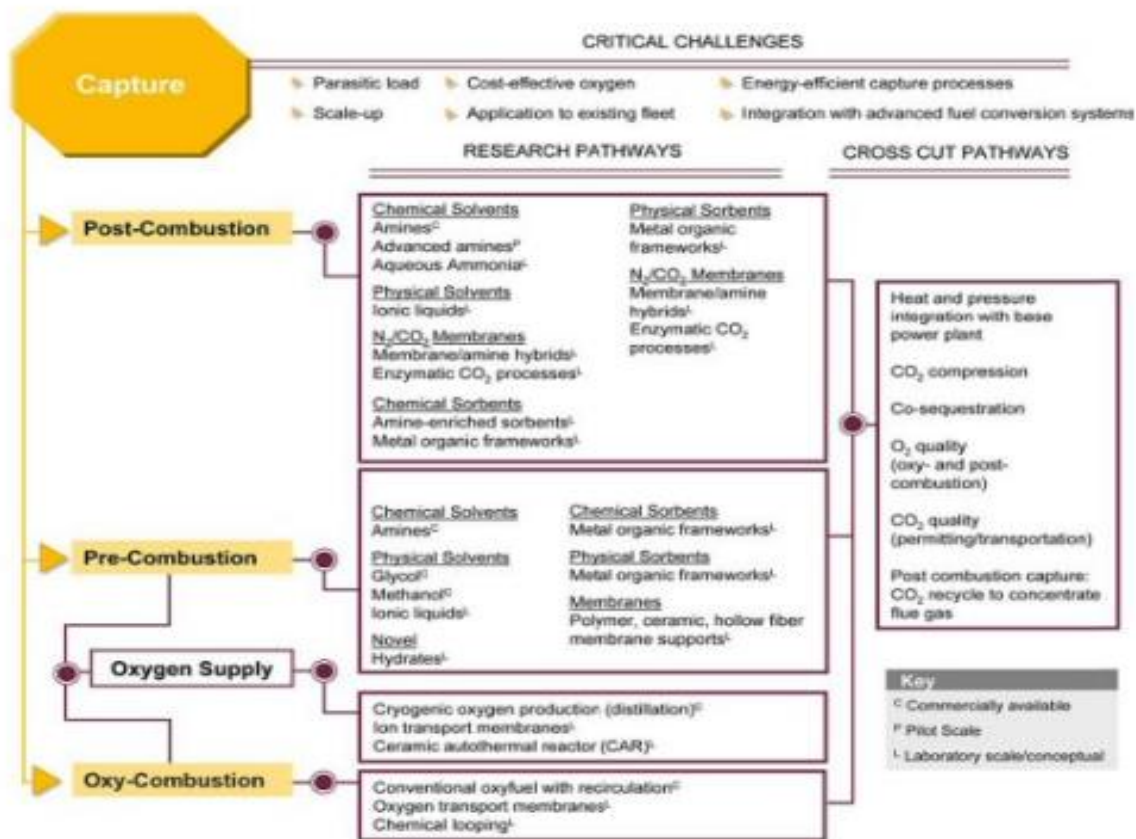 Capture
CRITICAL CHALLENGES
Parasitic load
Cost-effective oxygen
Energy-efficient capture processes
Scale-up
Application to existing fleet
Integration with advanced fuel conversion systems
RESEARCH PATHWAYS
CROSS CUT PATHWAYS
Post-Combustion
Chemical Solvents
Amines^C
Advanced amines^P
Aqueous Ammonia^L
Physical Solvents
Ionic liquids^L
N₂/CO₂ Membranes
Membrane/amine hybrids^L
Enzymatic CO₂ processes^L
Chemical Sorbents
Amine-enriched sorbents^L
Metal organic frameworks^L
Physical Sorbents
Metal organic
frameworks^L
N₂/CO₂ Membranes
Membrane/amine
hybrids^L
Enzymatic CO₂
processes^L
Pre-Combustion
Chemical Solvents
Amines^C
Physical Solvents
Glycol^C
Methanol^C
Ionic liquids^L
Novel
Hydrates^L
Chemical Sorbents
Metal organic frameworks^L
Physical Sorbents
Metal organic frameworks^L
Membranes
Polymer, ceramic, hollow fiber
membrane supports^L
Oxygen Supply
Cryogenic oxygen production (distillation)^C
Ion transport membranes^L
Ceramic autothermal reactor (CAR)^L
Oxy-Combustion
Conventional oxyfuel with recirculation^C
Oxygen transport membranes^L
Chemical looping^L
Heat and pressure
integration with base
power plant
CO₂ compression
Co-sequestration
O₂ quality
(oxy- and post-
combustion)
CO₂ quality
(permitting/transportation)
Post combustion capture:
CO₂ recycle to concentrate
flue gas
Key
^C Commercially available
^P Pilot Scale
^L Laboratory scale/conceptual